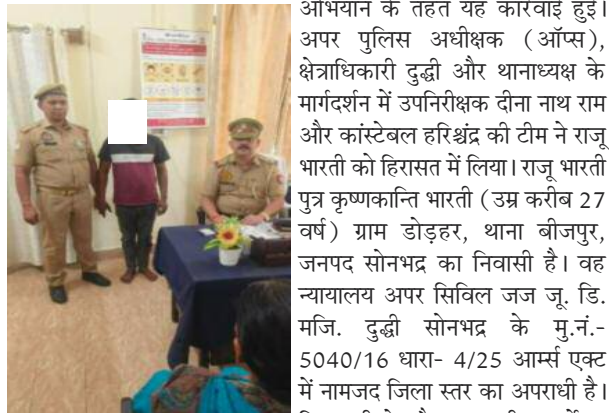 अभियान के तहत यह कार्रवाई हुई।
अपर पुलिस अधीक्षक (ऑप्स),
क्षेत्राधिकारी दुद्धी और थानाध्यक्ष के
मार्गदर्शन में उपनिरीक्षक दीना नाथ राम
और कांस्टेबल हरिश्चंद्र की टीम ने राजू
भारती को हिरासत में लिया। राजू भारती
पुत्र कृष्णकान्ति भारती (उम्र करीब 27
वर्ष) ग्राम डोड़हर, थाना बीजपुर,
जनपद सोनभद्र का निवासी है। वह
न्यायालय अपर सिविल जज जू. डि.
मजि. दुद्धी सोनभद्र के मु.नं.-
5040/16 धारा- 4/25 आर्म्स एक्ट
में नामजद जिला स्तर का अपराधी है।